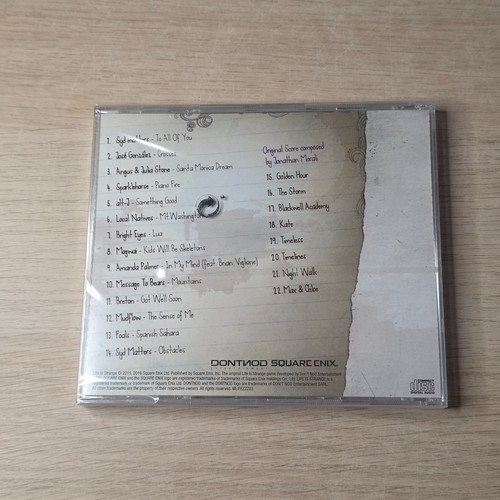 1. Syd Matters - To All Of You
2. José González - Crosses
3. Angus & Julia Stone - Santa Monica Dream
4. Sparklehorse - Piano Fire
5. alt-J - Something Good
6. Local Natives - Mt Washington
7. Bright Eyes - Lua
8. Mogwai - Kids Will Be Skeletons
9. Amanda Palmer - In My Mind (feat. Brian Viglione)
10. Message To Bears - Mountains
11. Breton - Got Well Soon
12. Mudflow - The Sense of Me
13. Foals - Spanish Sahara
14. Syd Matters - Obstacles
Original Score composed
by Jonathan Morali
15. Golden Hour
16. The Storm
17. Blackwell Academy
18. Kate
19. Timeless
20. Timelines
21. Night Walk
22. Max & Chloe
DONTNOD SQUARE ENIX.
disc